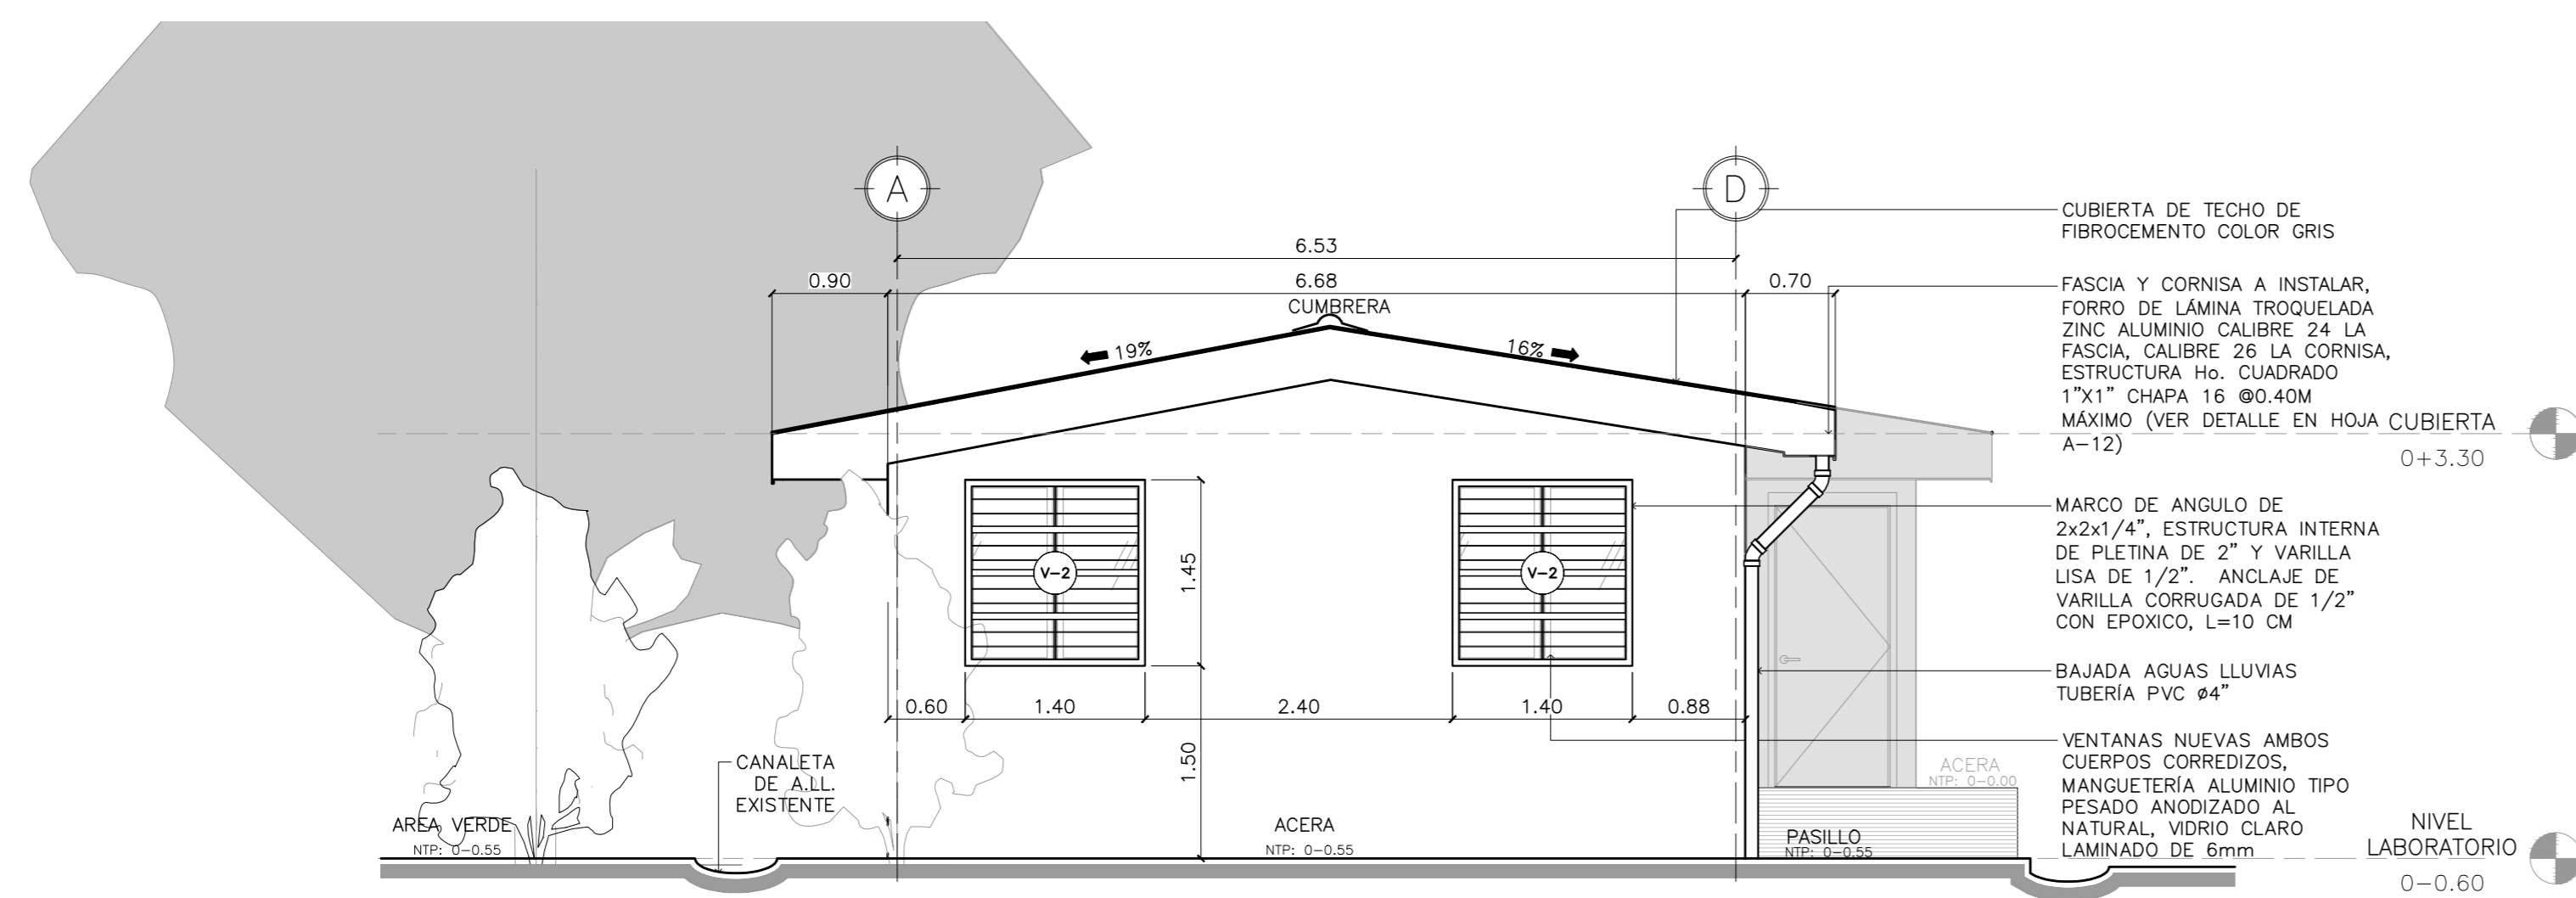 A
D
6.53
0.90
6.68
0.70
CUMBRERA
19%
16%
CUBIERTA DE TECHO DE
FIBROCEMENTO COLOR GRIS
FASCIA Y CORNISA A INSTALAR,
FORRO DE LÁMINA TROQUELADA
ZINC ALUMINIO CALIBRE 24 LA
FASCIA, CALIBRE 26 LA CORNISA,
ESTRUCTURA Ho. CUADRADO
1”X1” CHAPA 16 @0.40M
MÁXIMO (VER DETALLE EN HOJA
A-12)
CUBIERTA
0+3.30
MARCO DE ANGULO DE
2x2x1/4”, ESTRUCTURA INTERNA
DE PLETINA DE 2” Y VARILLA
LISA DE 1/2”. ANCLAJE DE
VARILLA CORRUGADA DE 1/2”
CON EPOXICO, L=10 CM
V-2
V-2
1.45
BAJADA AGUAS LLUVIAS
TUBERÍA PVC ø4”
0.60
1.40
2.40
1.40
0.88
1.50
VENTANAS NUEVAS AMBOS
CUERPOS CORREDIZOS,
MANGUETERÍA ALUMINIO TIPO
PESADO ANODIZADO AL
NATURAL, VIDRIO CLARO
LAMINADO DE 6mm
CANALETA
DE A.LL.
EXISTENTE
ACERA
NTP: 0-0.00
AREA VERDE
NTP: 0-0.55
ACERA
NTP: 0-0.55
PASILLO
NTP: 0-0.55
NIVEL
LABORATORIO
0-0.60